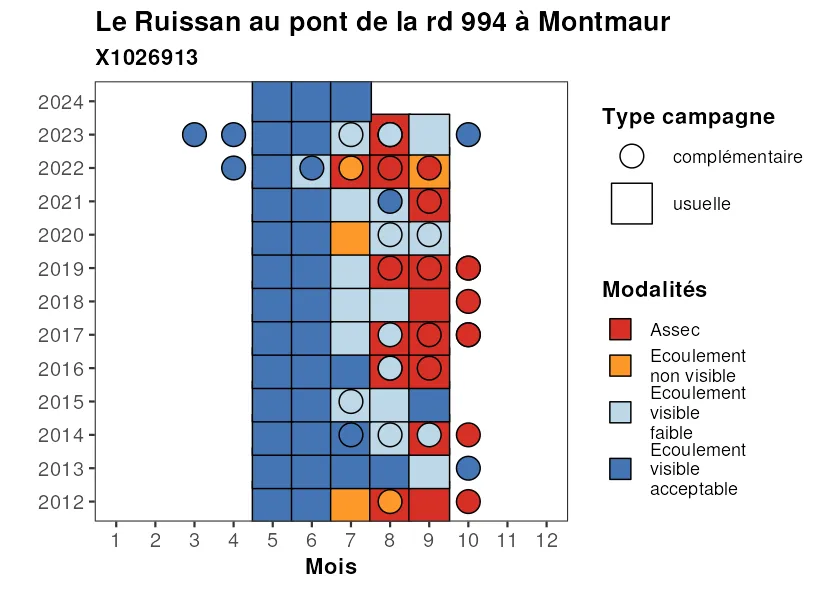 Le Ruissan au pont de la rd 994 à Montmaur
X1026913
2024
2023
2022
2021
2020
2019
2018
2017
2016
2015
2014
2013
2012
1 2 3 4 5 6 7 8 9 10 11 12
Mois
Type campagne
complémentaire
usuelle
Modalités
Assec
Ecoulement
non visible
Ecoulement
visible
faible
Ecoulement
visible
acceptable